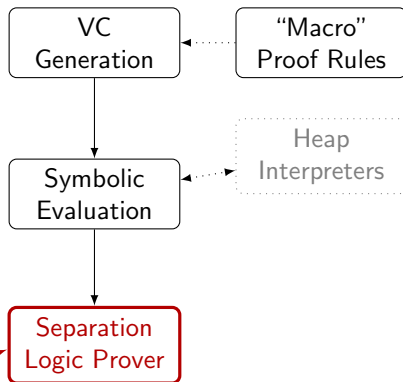 VC
Generation
“Macro”
Proof Rules
Heap
Interpreters
Symbolic
Evaluation
Separation
Logic Prover